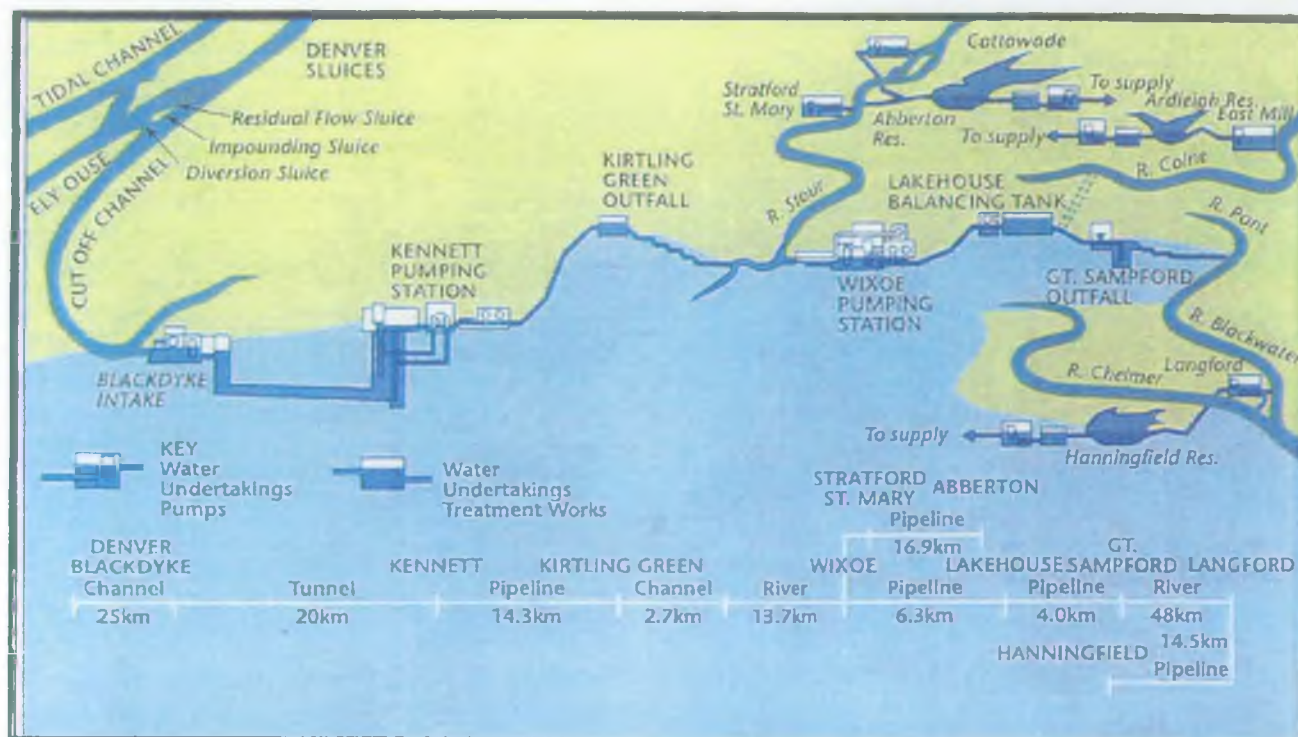 TIDAL CHANNEL
DENVER
SLUICES
Residual Flow Sluice
Impounding Sluice
Diversion Sluice
ELY OUSE
CUT OFF CHANNEL
BLACKDYKE
INTAKE
KENNETT
PUMPING
STATION
KIRTLING
GREEN
OUTFALL
Stratford
St. Mary
Cattawade
Abberton
Res.
To supply
Ardleigh Res.
East Mill
To supply
R. Stour
R. Colne
LAKEHOUSE
BALANCING TANK
R. Pant
WIXOE
PUMPING
STATION
GT. SAMPFORD
OUTFALL
R. Blackwater
R. Chelmer
Langford
To supply
Hanningfield Res.
KEY
Water
Undertakings
Pumps
Water
Undertakings
Treatment Works
STRATFORD
ST. MARY
ABBERTON
Pipeline
16.9km
DENVER
BLACKDYKE
KENNETT
KIRTLING GREEN
WIXOE
LAKEHOUSE
GT.
SAMPFORD
LANGFORD
Channel
Tunnel
Pipeline
Channel
River
Pipeline
Pipeline
River
25km
20km
14.3km
2.7km
13.7km
6.3km
4.0km
48km
14.5km
HANNINGFIELD
Pipeline